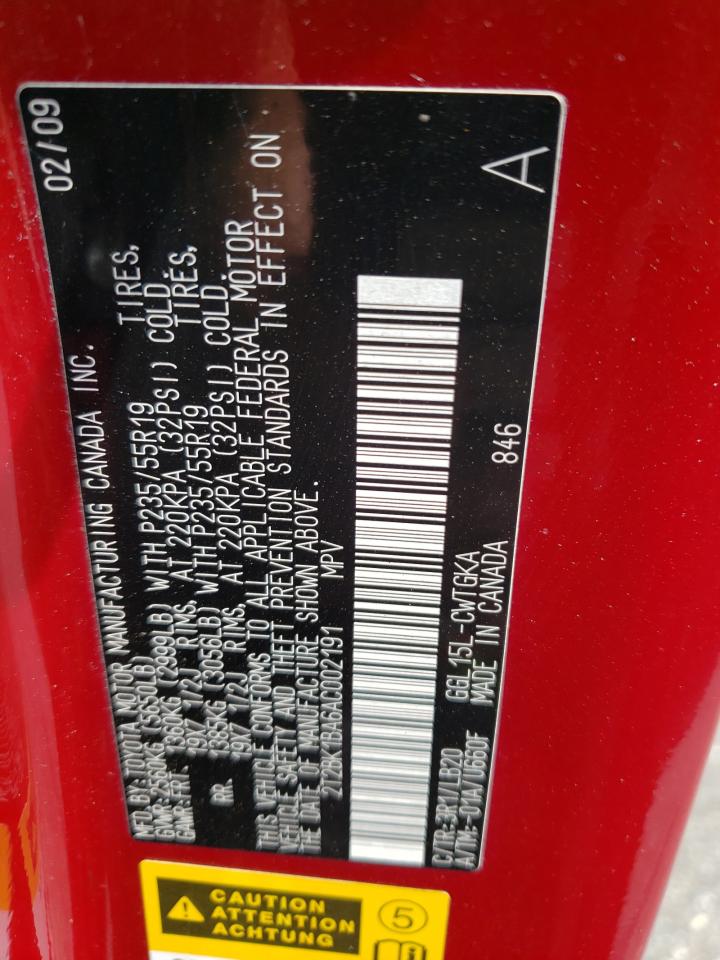 MFD. BY: TOYOTA MOTOR MANUFACTURING CANADA INC. 02/09
GVWR: 2560KG (5650LB)
GAWR: FRT. 1360KG (2999LB) WITH P235/55R19 TIRES,
19X7 1/2J RIMS, AT 220KPA (32PSI) COLD.
RR. 1385KG (3056LB) WITH P235/55R19 TIRES,
19X7 1/2J RIMS, AT 220KPA (32PSI) COLD.
THIS VEHICLE CONFORMS TO ALL APPLICABLE FEDERAL MOTOR
VEHICLE SAFETY AND THEFT PREVENTION STANDARDS IN EFFECT ON
THE DATE OF MANUFACTURE SHOWN ABOVE.
2T2BK1BA6AC002191 MPV
C/TR:3R1/LB20 GGL15L-CWTGKA
A/TM:-01A/U660F MADE IN CANADA 846
A
CAUTION
ATTENTION
ACHTUNG
5